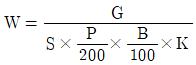 W = G / (S × P/200 × B/100 × K)